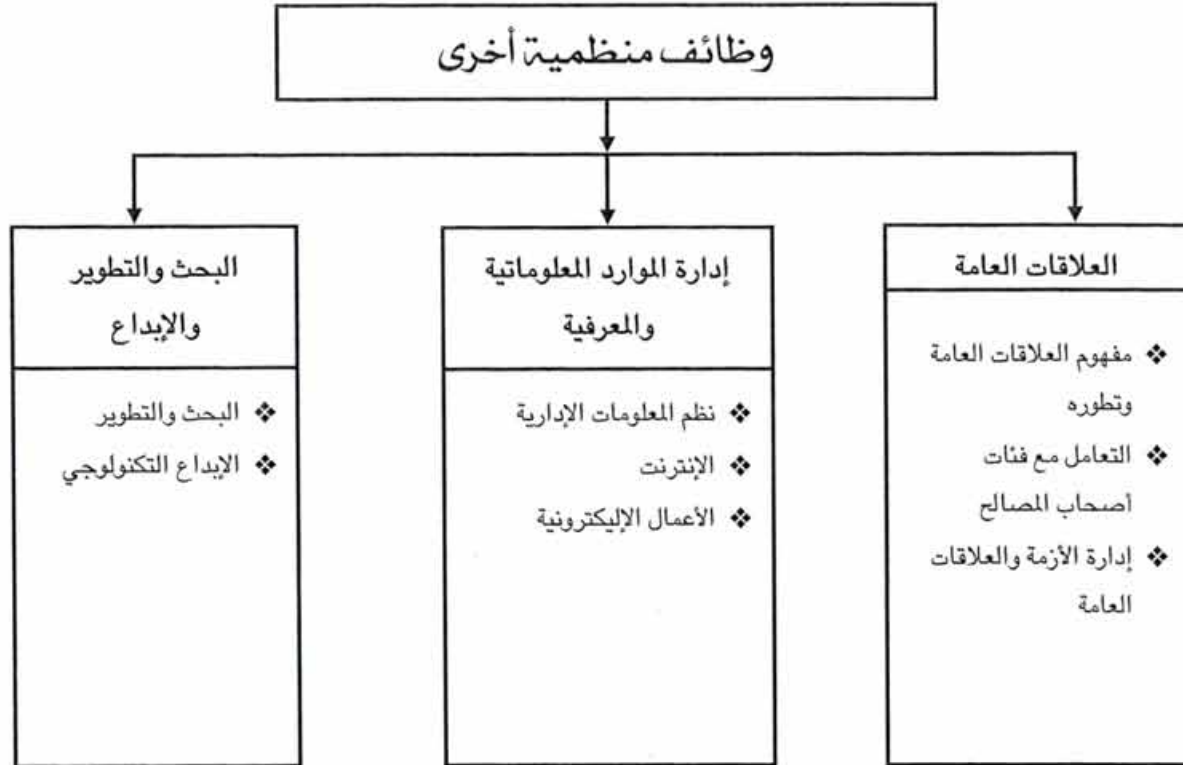 وظائف منظمية أخرى
العلاقات العامة
❖ مفهوم العلاقات العامة
وتطوره
❖ التعامل مع فئات
أصحاب المصالح
❖ إدارة الأزمة والعلاقات
العامة
إدارة الموارد المعلوماتية
والمعرفية
❖ نظم المعلومات الإدارية
❖ الإنترنت
❖ الأعمال الإليكترونية
البحث والتطوير
والإبداع
❖ البحث والتطوير
❖ الإبداع التكنولوجي